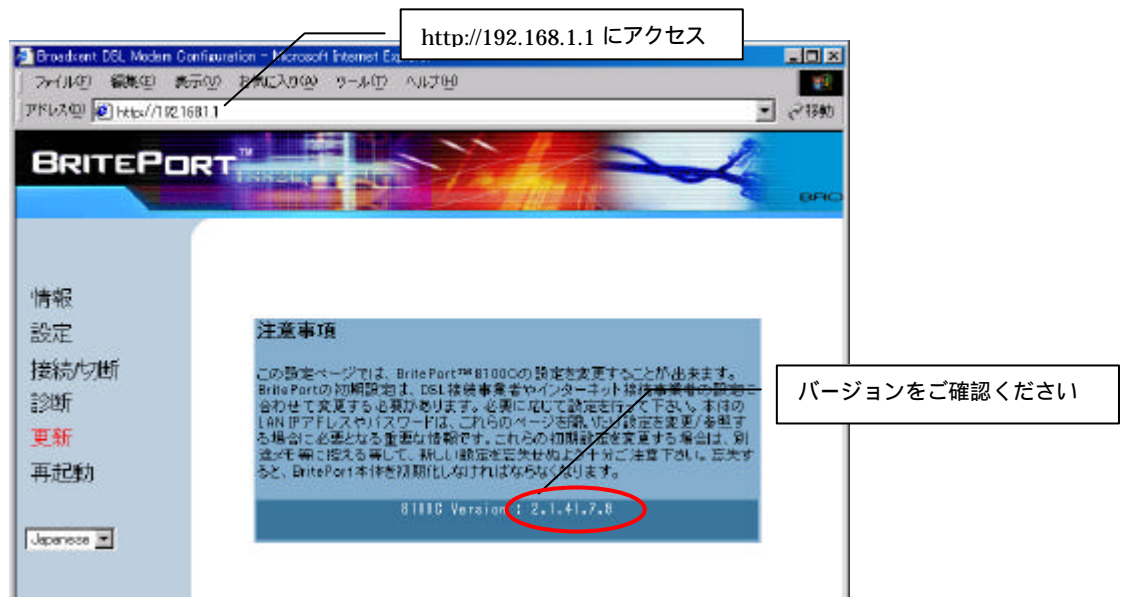 http://192.168.1.1 にアクセス
Broadxent DSL Modem Configuration - Microsoft Internet
ファイル(F) 編集(E) 表示(V) お気に入り(A) ツール(T) ヘルプ(H)
アドレス(D) http://192.168.1.1 移動
BRITEPORT™
情報
設定
接続/切断
診断
更新
再起動
Japanese
注意事項
この設定ページでは、BritePort™8100Cの設定を変更することが出来ます。
BritePortの初期設定は、DSL接続事業者やインターネット接続事業者の設定に
合わせて変更する必要があります。必要に応じて設定を行って下さい。本体の
LAN IPアドレスやパスワードは、これらのページを開いたり設定を変更/参照す
る場合に必要となる重要な情報です。これらの初期設定を変更する場合は、別
途メモ等に控える等して、新しい設定を忘失せぬよう十分ご注意下さい。忘失す
ると、BritePort本体を初期化しなければならなくなります。
8100C Version : 2.1.41.7.8
バージョンをご確認ください